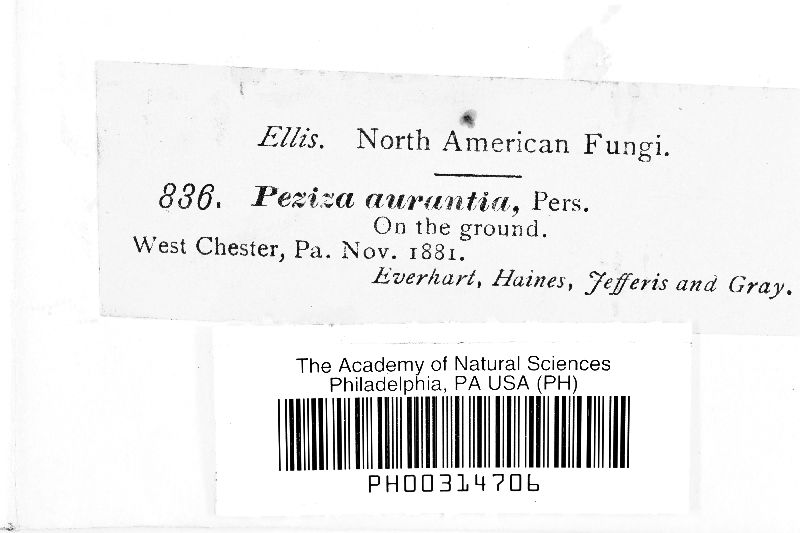 Ellis. North American Fungi.
836. Peziza aurantia, Pers.
On the ground.
West Chester, Pa. Nov. 1881.
Everhart, Haines, Jefferis and Gray.
The Academy of Natural Sciences
Philadelphia, PA USA (PH)
PH00314706